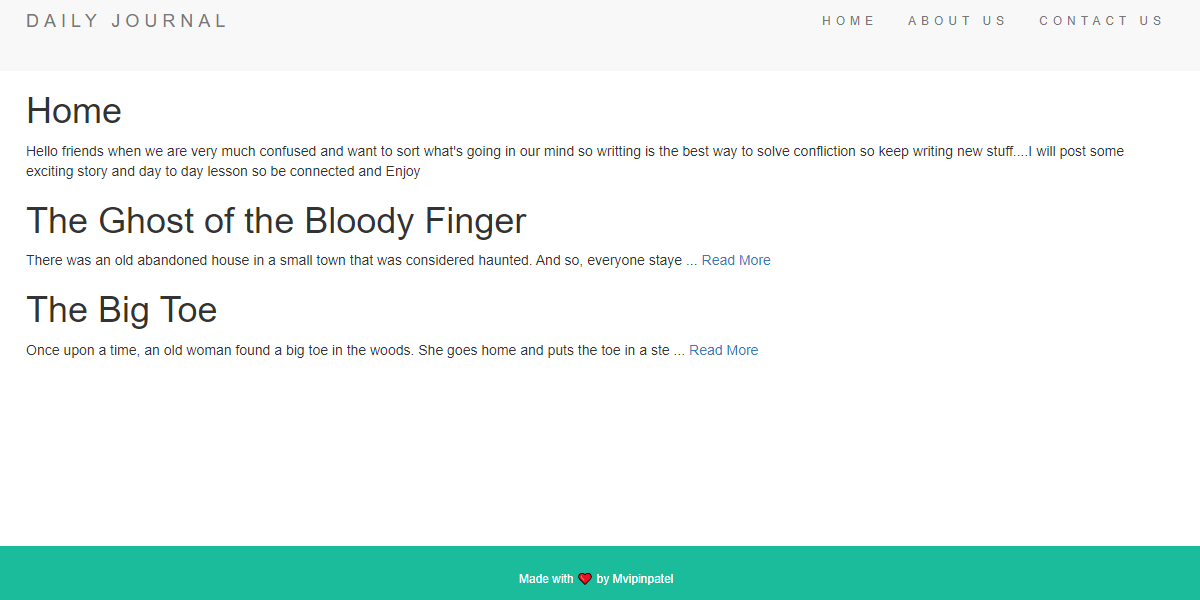 DAILY JOURNAL
HOME ABOUT US CONTACT US
Home
Hello friends when we are very much confused and want to sort what's going in our mind so writting is the best way to solve confliction so keep writing new stuff....I will post some
exciting story and day to day lesson so be connected and Enjoy
The Ghost of the Bloody Finger
There was an old abandoned house in a small town that was considered haunted. And so, everyone staye ... Read More
The Big Toe
Once upon a time, an old woman found a big toe in the woods. She goes home and puts the toe in a ste ... Read More
Made with ❤ by Mvipinpatel